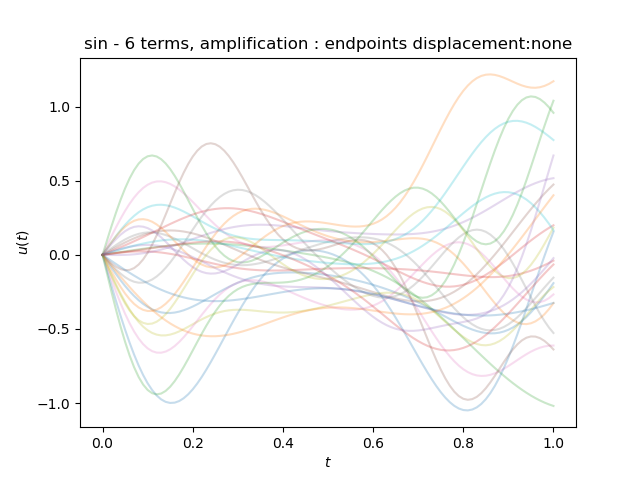 sin - 6 terms, amplification : endpoints displacement:none
u(t)
1.0
0.5
0.0
−0.5
−1.0
0.0 0.2 0.4 0.6 0.8 1.0
t